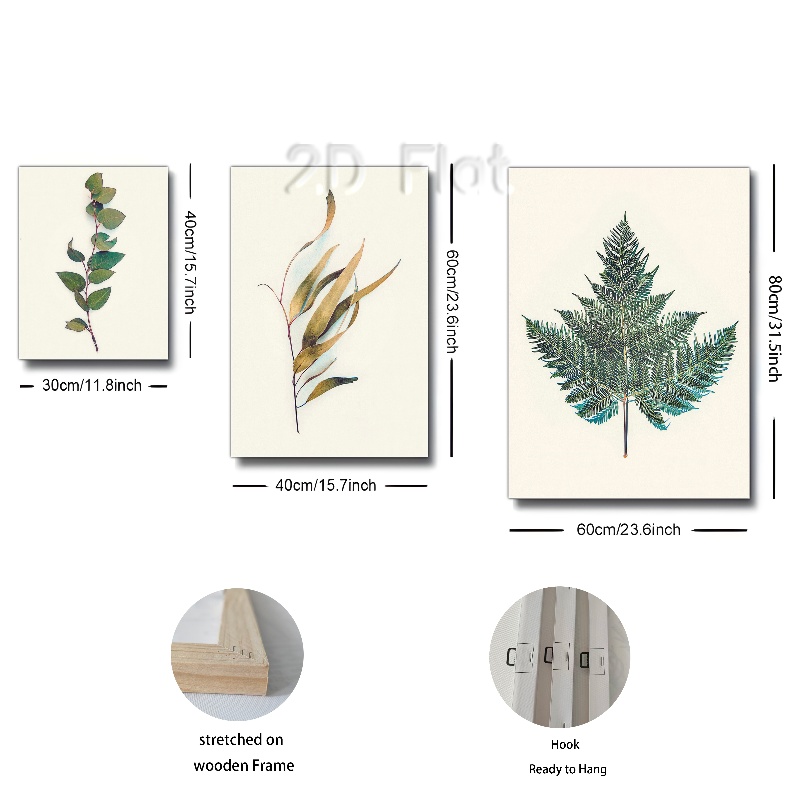 2D Flat
40cm/15.7inch
60cm/23.6inch
80cm/31.5inch
30cm/11.8inch
40cm/15.7inch
60cm/23.6inch
stretched on
wooden Frame
Hook
Ready to Hang